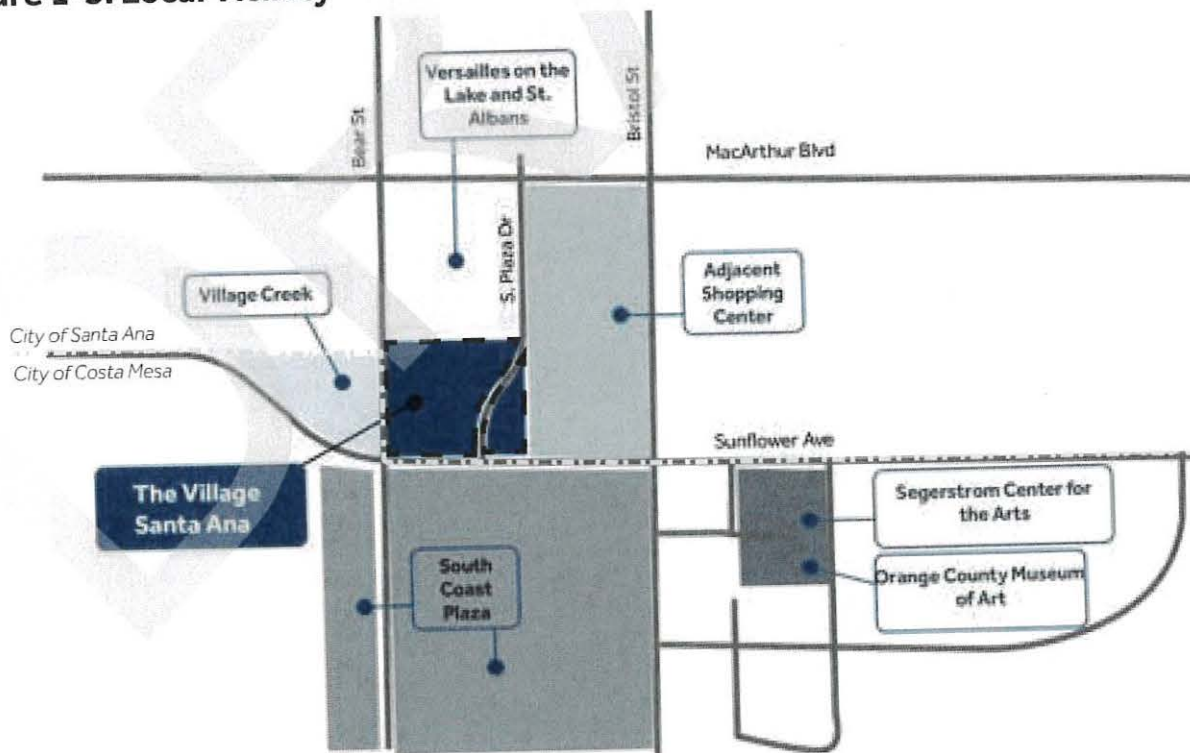 Local Vicinity
Versailles on the
Lake and St.
Albans
Bear St
Bristol St
MacArthur Blvd
S. Plaza Dr
Village Creek
Adjacent
Shopping
Center
City of Santa Ana
City of Costa Mesa
Sunflower Ave
The Village
Santa Ana
Segerstrom Center for
the Arts
South
Coast
Plaza
Orange County Museum
of Art